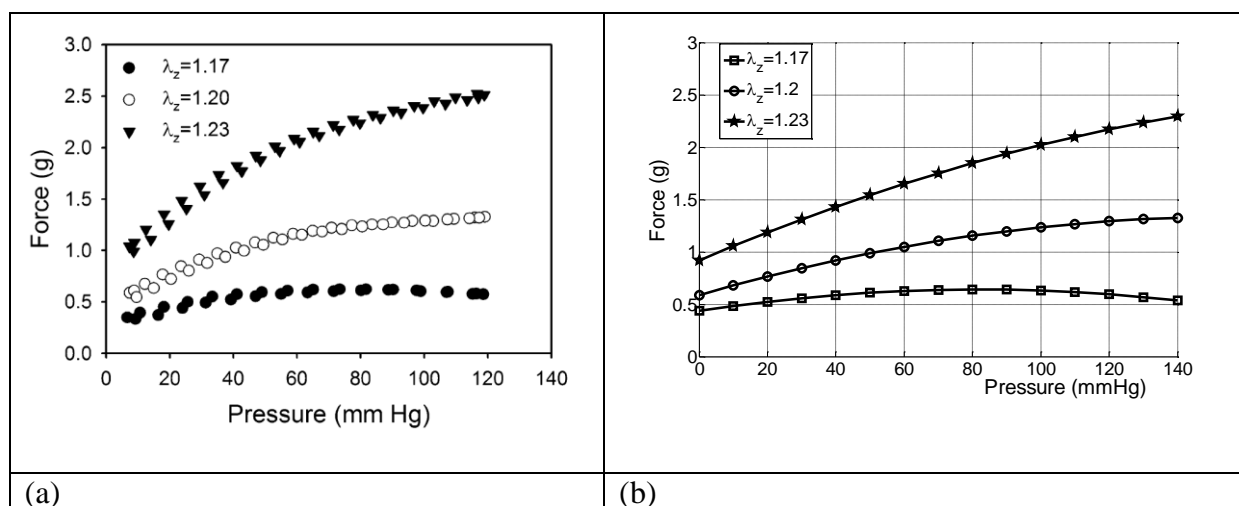 3.0
2.5
2.0
1.5
1.0
0.5
0.0
Force (g)
λz=1.17
λz=1.20
λz=1.23
0 20 40 60 80 100 120 140
Pressure (mm Hg)
3
2.5
2
1.5
1
0.5
0
Force (g)
λz=1.17
λz=1.2
λz=1.23
0 20 40 60 80 100 120 140
Pressure (mmHg)
(a)
(b)